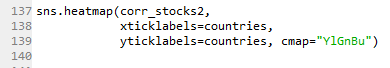 137 sns.heatmap(corr_stocks2,
138             xticklabels=countries,
139             yticklabels=countries, cmap="YlGnBu")
140